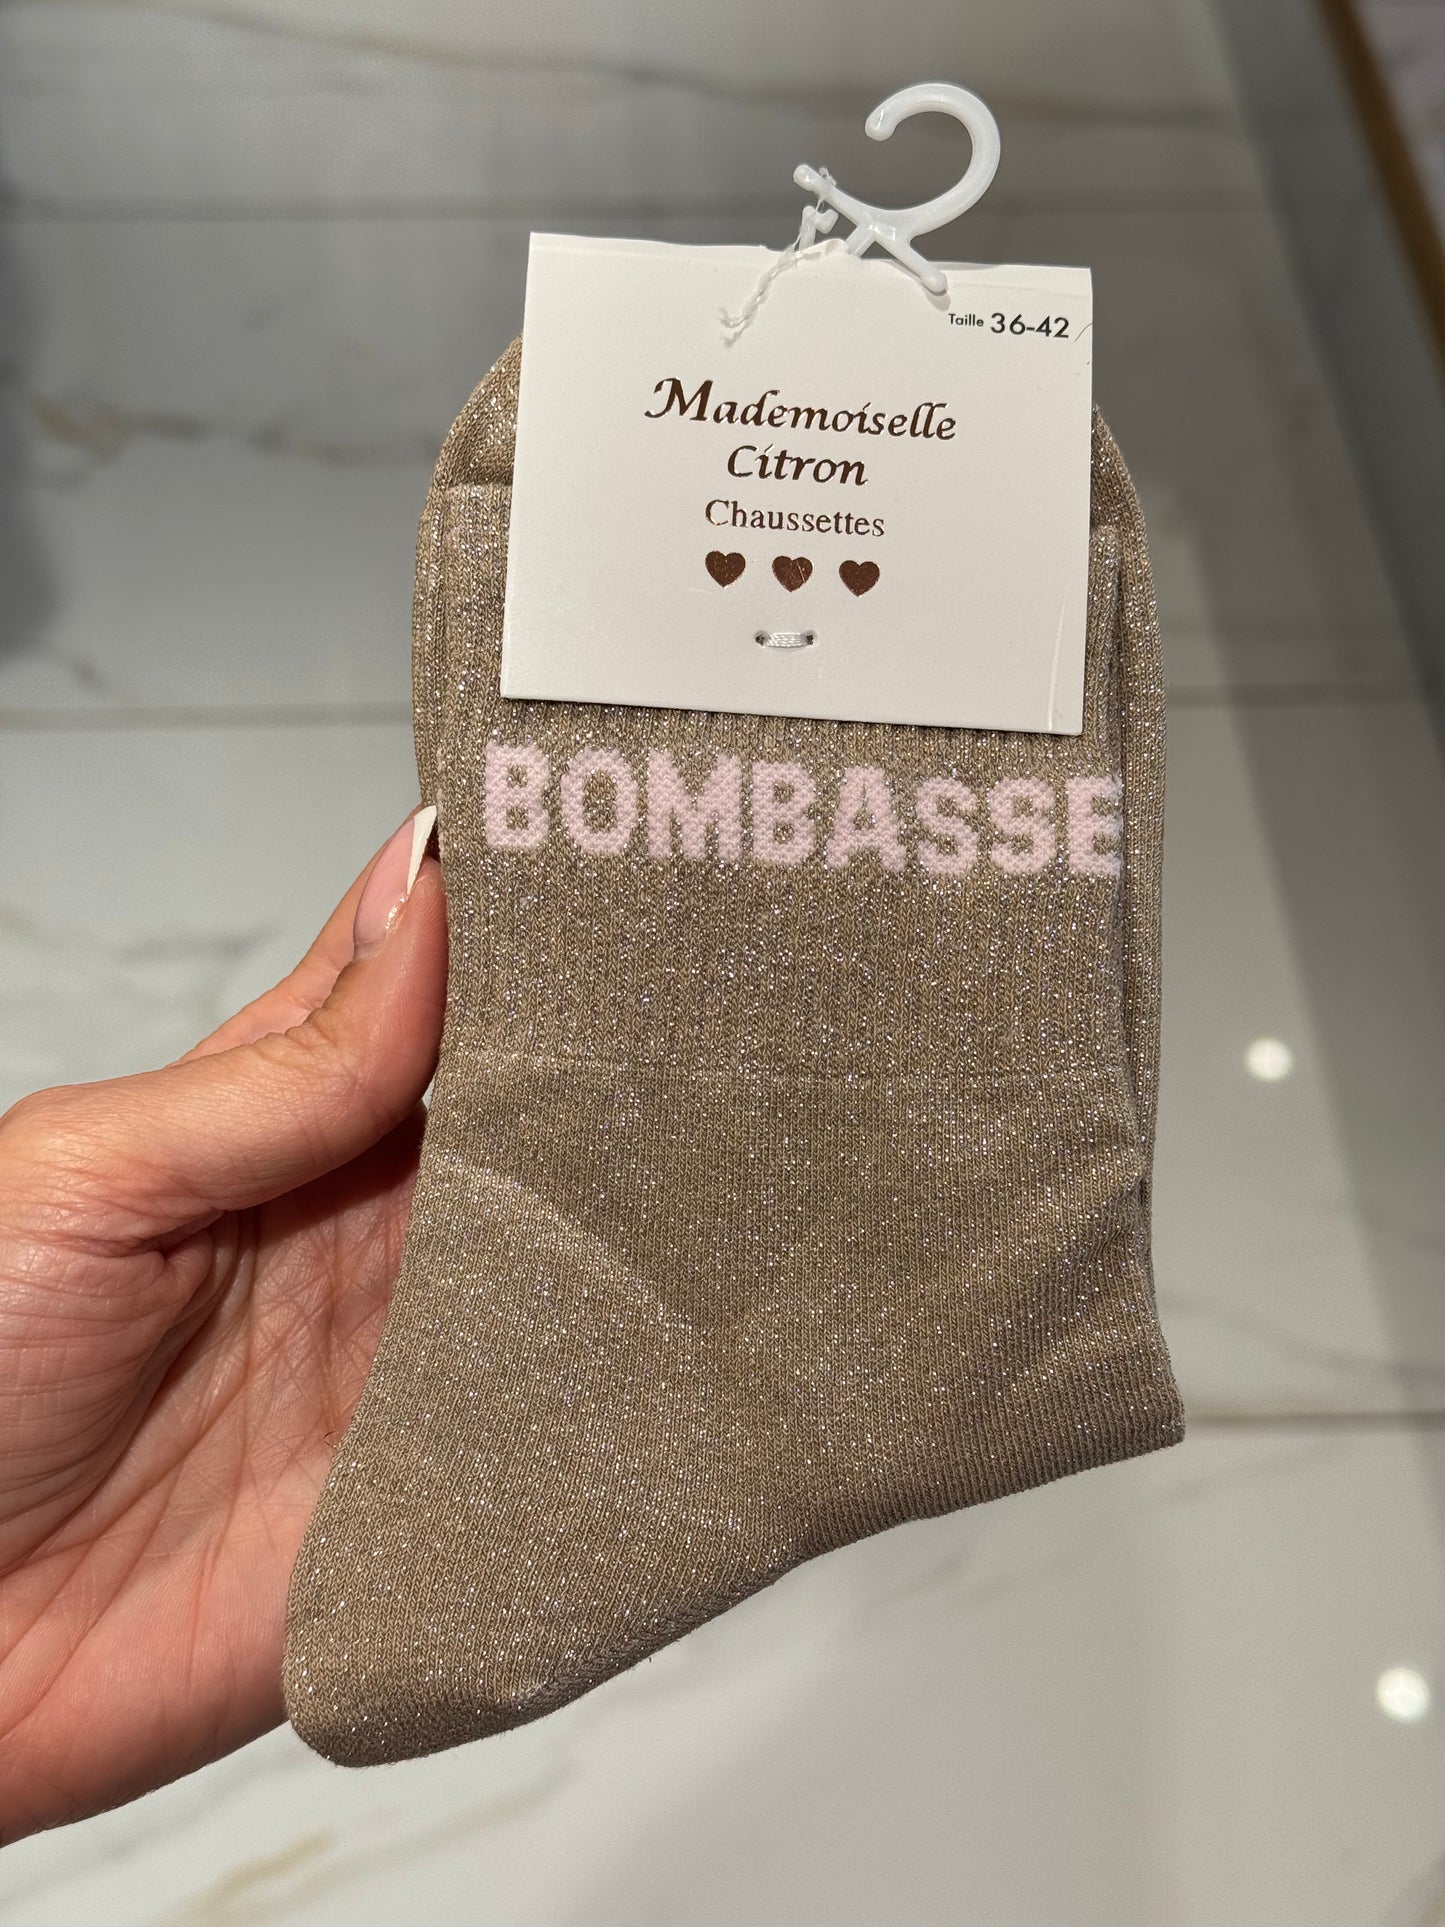 Taille 36-42
Mademoiselle
Citron
Chaussettes
BOMBASSE